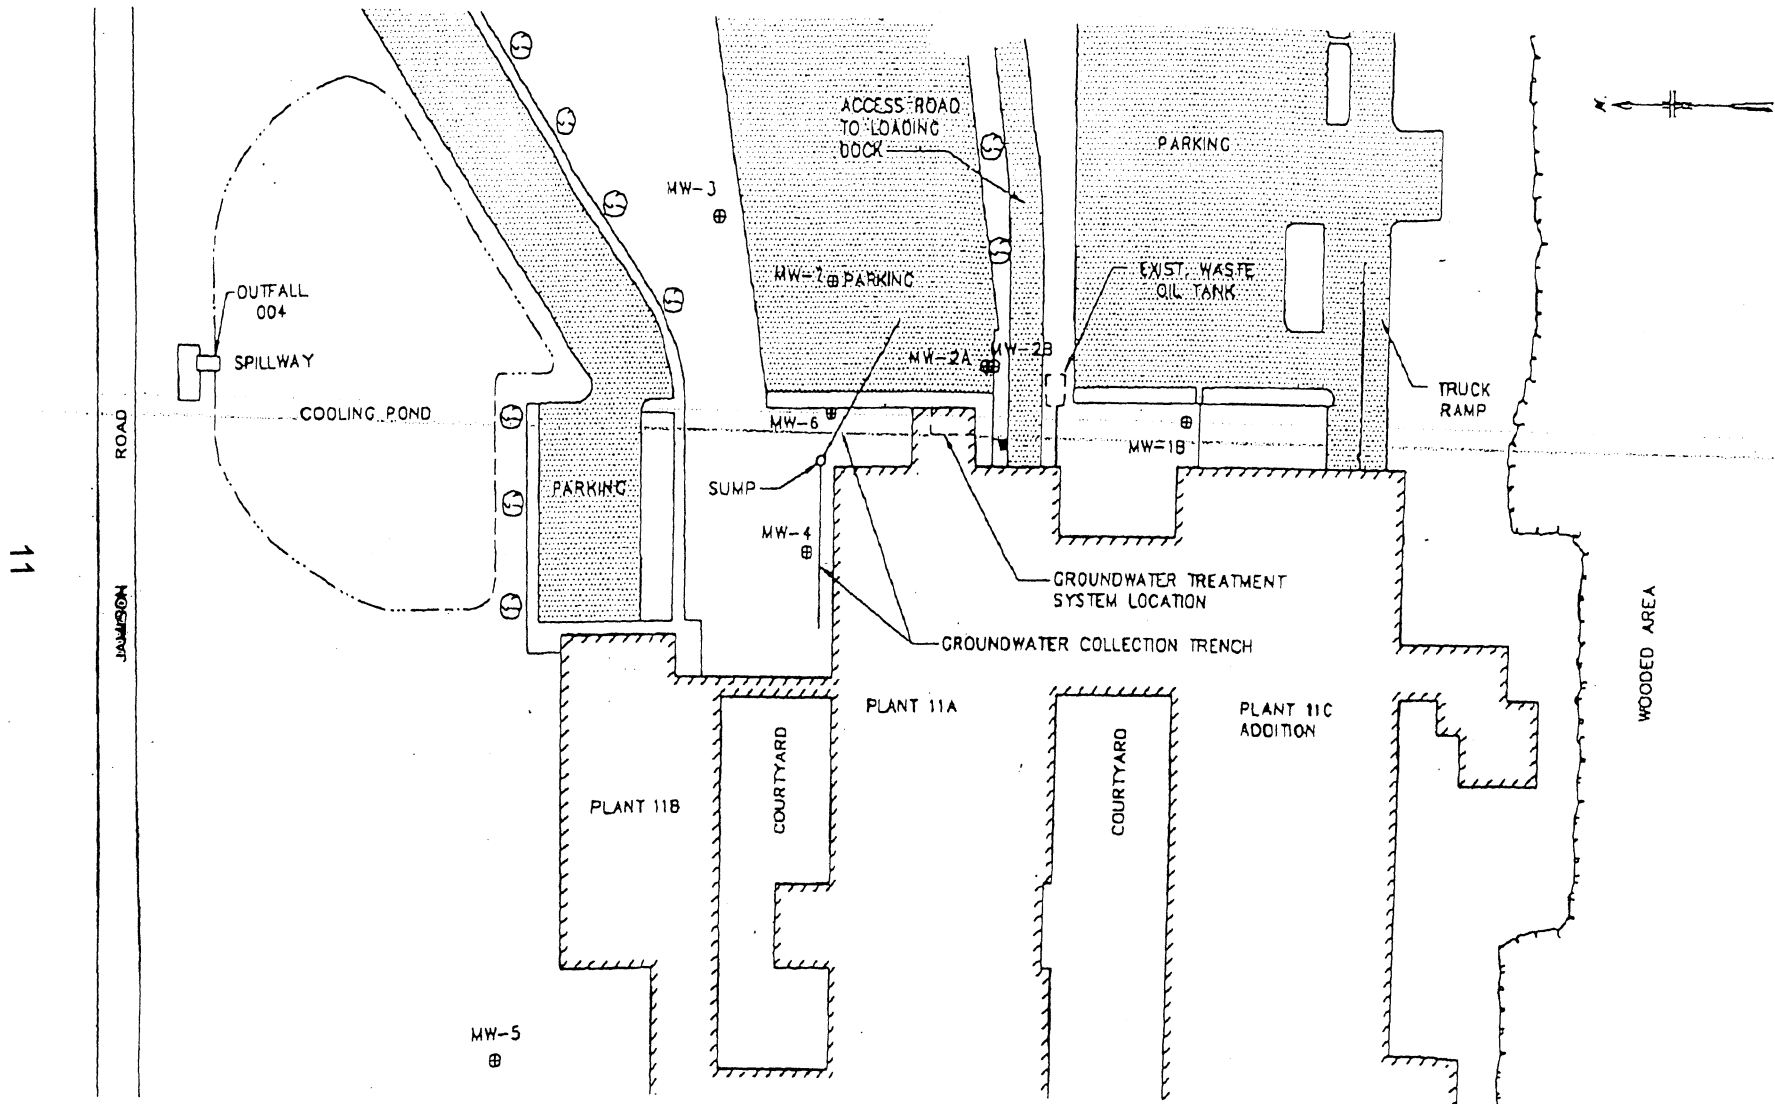 ACCESS ROAD
TO LOADING
DOCK
PARKING
N
MW-3
MW-7
PARKING
EXIST. WASTE
OIL TANK
OUTFALL
004
SPILLWAY
MW-2A
MW-2B
TRUCK
RAMP
COOLING POND
MW-6
MW-1B
ROAD
PARKING
SUMP
MW-4
11
GROUNDWATER TREATMENT
SYSTEM LOCATION
GROUNDWATER COLLECTION TRENCH
WOODED AREA
PLANT 11A
PLANT 11C
ADDITION
COURTYARD
COURTYARD
PLANT 11B
MW-5